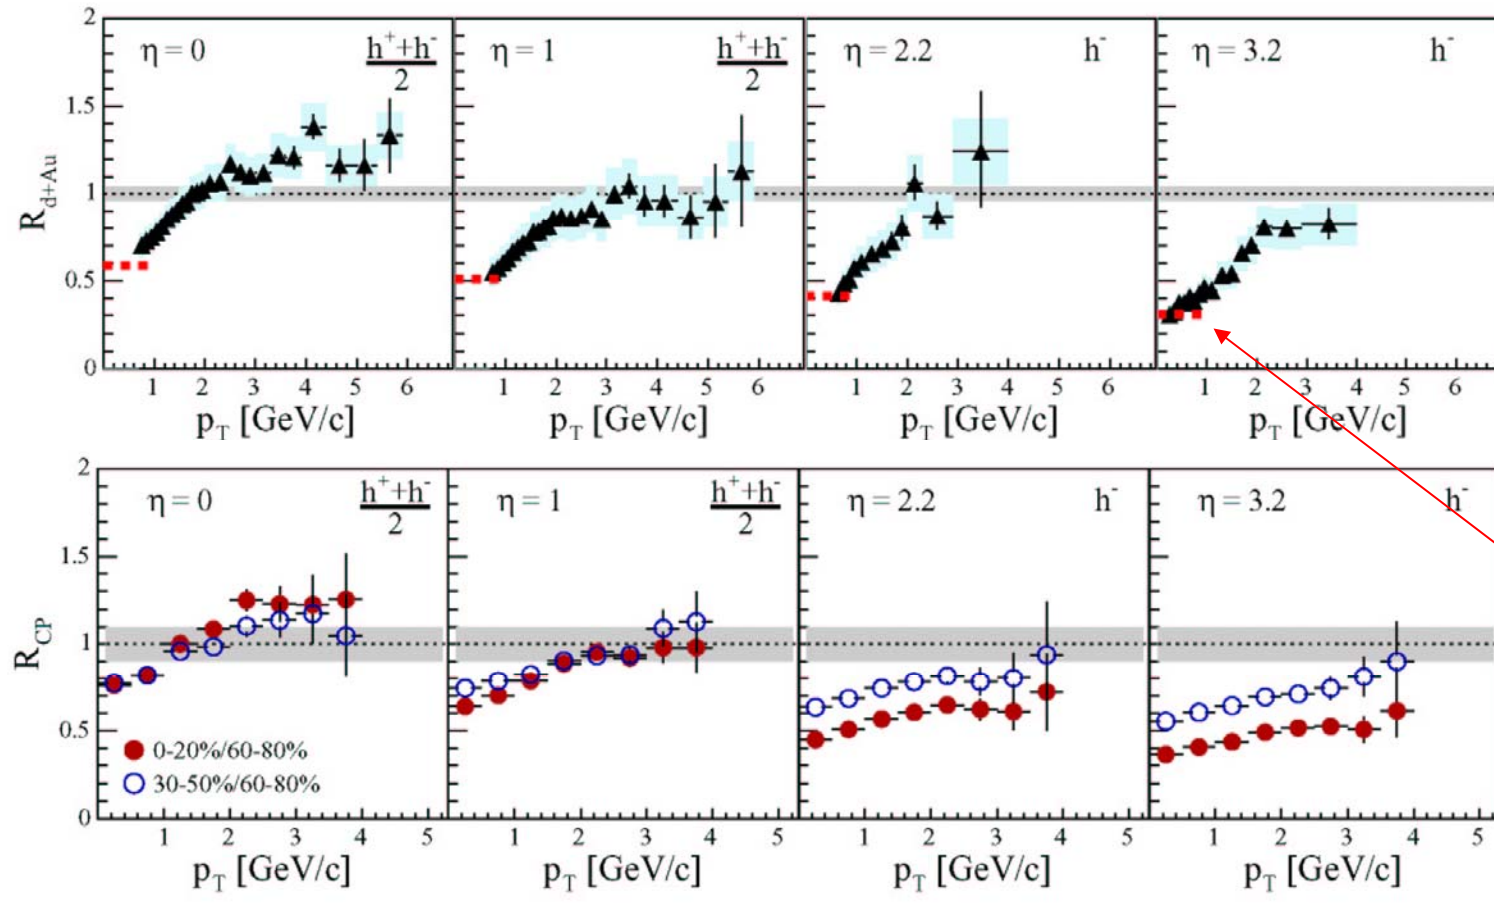 2
η = 0 h⁺+h⁻ η = 1 h⁺+h⁻ η = 2.2 h⁻ η = 3.2 h⁻
2 2
1.5
R_{d+Au}
1
0.5
0
1 2 3 4 5 6 1 2 3 4 5 6 1 2 3 4 5 6 1 2 3 4 5 6
p_T [GeV/c] p_T [GeV/c] p_T [GeV/c] p_T [GeV/c]
2
η = 0 h⁺+h⁻ η = 1 h⁺+h⁻ η = 2.2 h⁻ η = 3.2 h⁻
2 2
1.5
R_{CP}
1
0.5
0-20%/60-80%
30-50%/60-80%
0
1 2 3 4 5 1 2 3 4 5 1 2 3 4 5 1 2 3 4 5
p_T [GeV/c] p_T [GeV/c] p_T [GeV/c] p_T [GeV/c]